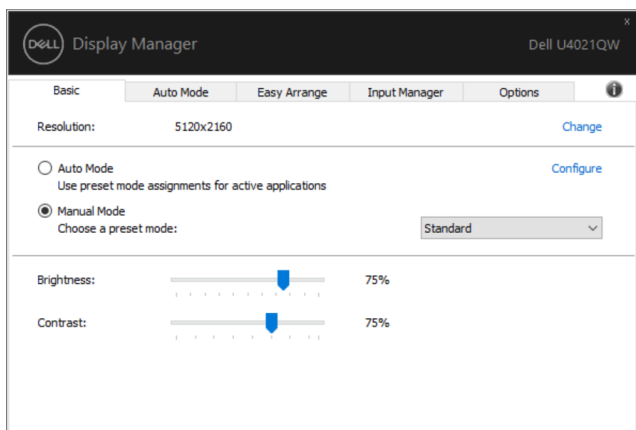 x
DELL Display Manager Dell U4021QW
Basic Auto Mode Easy Arrange Input Manager Options i
Resolution: 5120x2160 Change
Auto Mode Configure
Use preset mode assignments for active applications
Manual Mode
Choose a preset mode: Standard
Brightness: 75%
Contrast: 75%